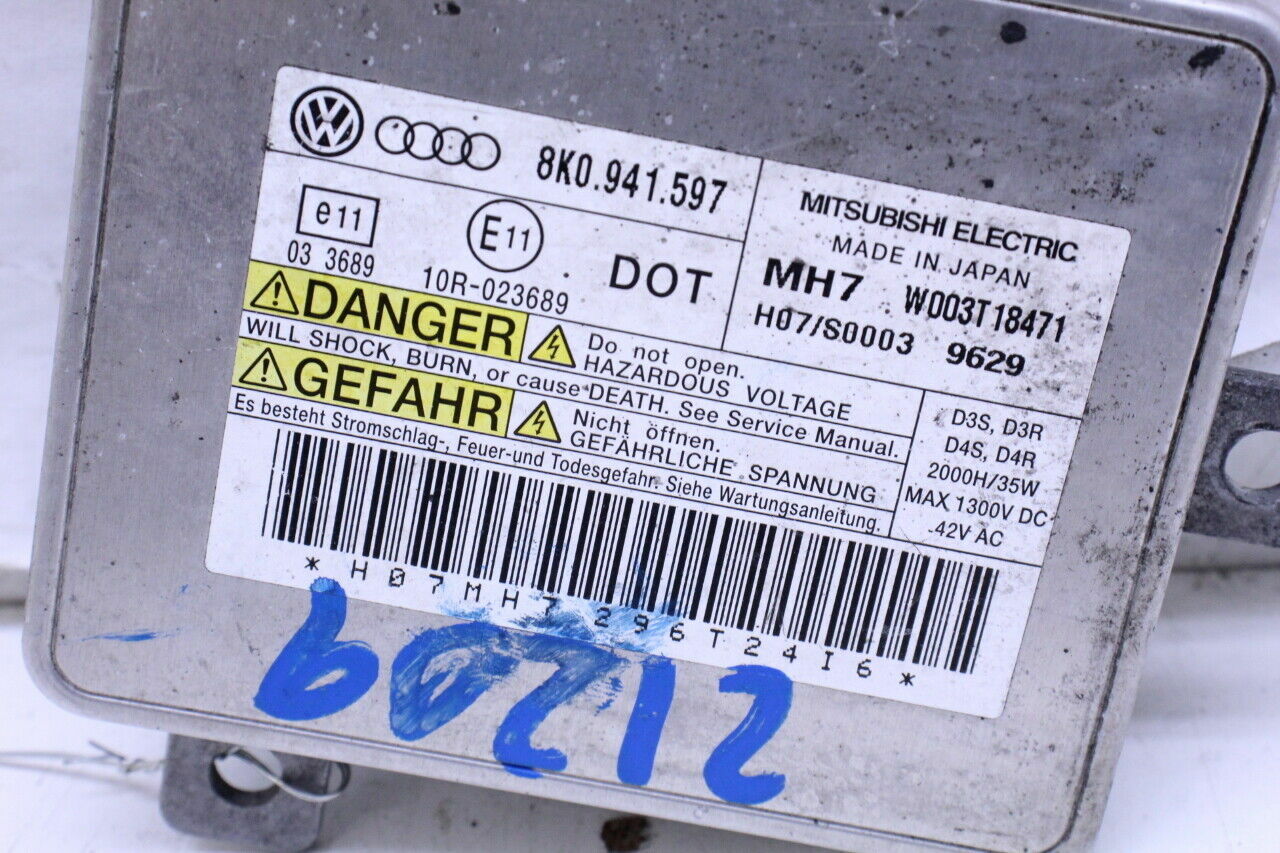 8K0.941.597
e11
03 3689
E11
10R-023689
DOT
MITSUBISHI ELECTRIC
MADE IN JAPAN
MH7 W003T18471
H07/S0003 9629
DANGER
Do not open.
HAZARDOUS VOLTAGE
WILL SHOCK, BURN, or cause DEATH. See Service Manual.
GEFAHR
Nicht öffnen.
GEFÄHRLICHE SPANNUNG
Es besteht Stromschlag-, Feuer-und Todesgefahr. Siehe Wartungsanleitung.
D3S, D3R
D4S, D4R
2000H/35W
MAX 1300V DC
42V AC
*H07MH7296T24I6*
60212